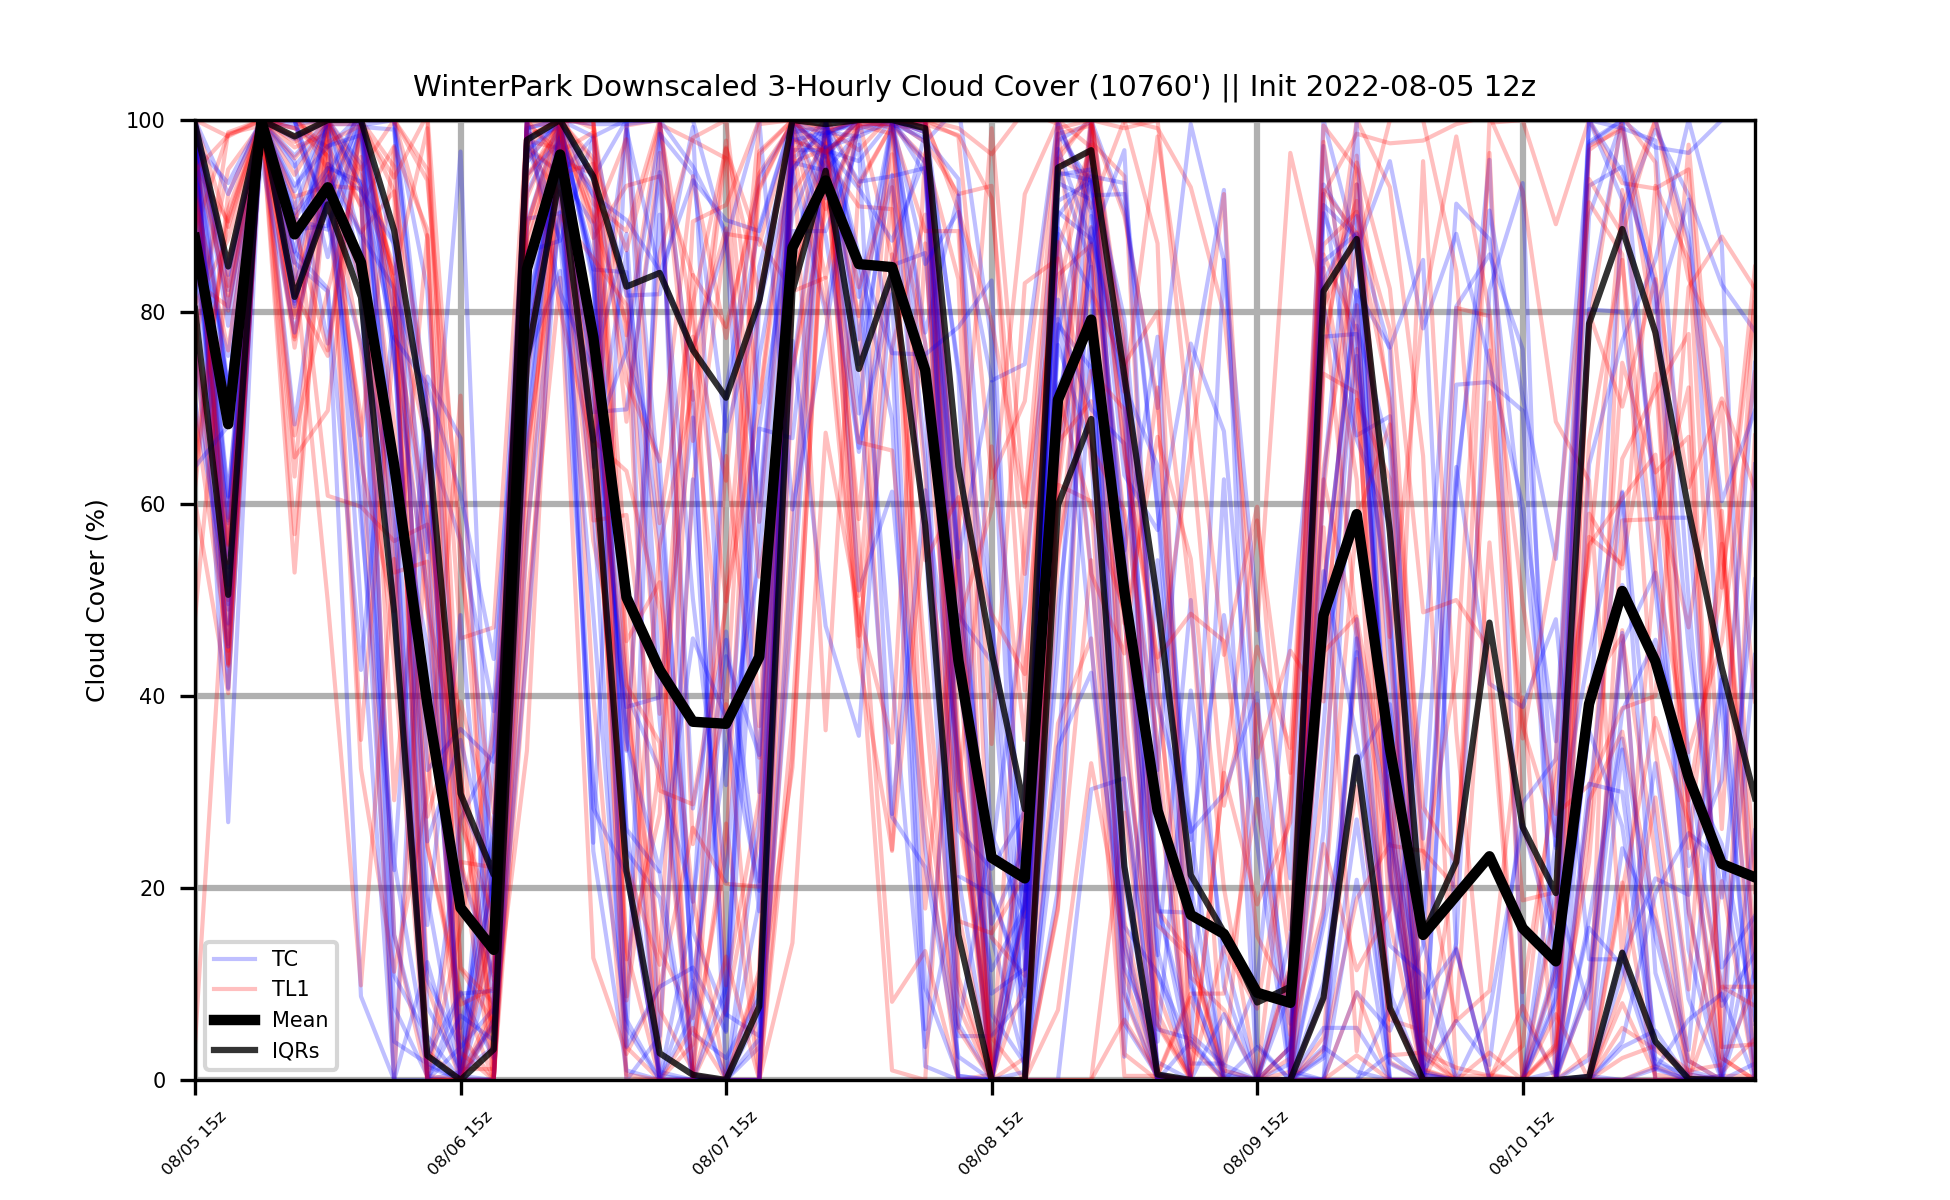 WinterPark Downscaled 3-Hourly Cloud Cover (10760') || Init 2022-08-05 12z
Cloud Cover (%)
100
80
60
40
20
0
TC
TL1
Mean
IQRs
08/05 15z
08/06 15z
08/07 15z
08/08 15z
08/09 15z
08/10 15z